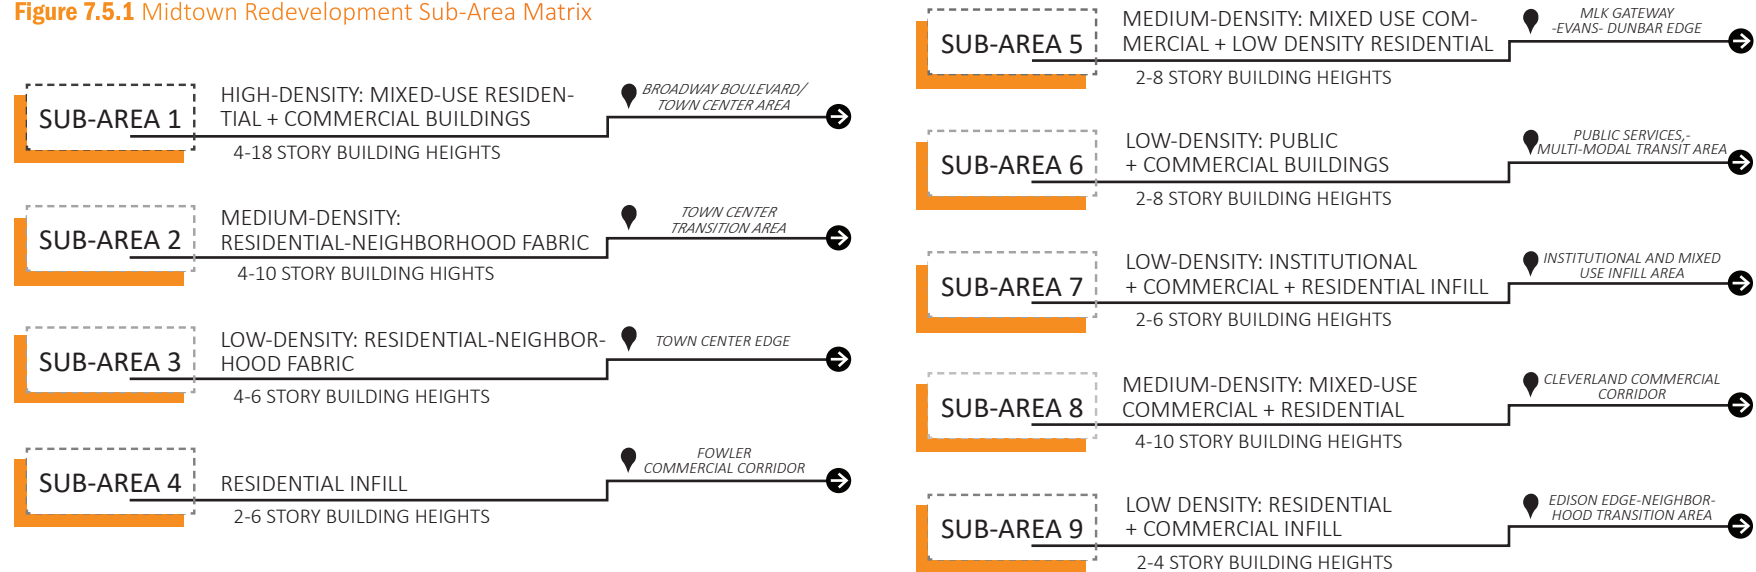 Figure 7.5.1 Midtown Redevelopment Sub-Area Matrix
SUB-AREA 1
HIGH-DENSITY: MIXED-USE RESIDEN-
TIAL + COMMERCIAL BUILDINGS
4-18 STORY BUILDING HEIGHTS
BROADWAY BOULEVARD/
TOWN CENTER AREA
SUB-AREA 2
MEDIUM-DENSITY:
RESIDENTIAL-NEIGHBORHOOD FABRIC
4-10 STORY BUILDING HIGHTS
TOWN CENTER
TRANSITION AREA
SUB-AREA 3
LOW-DENSITY: RESIDENTIAL-NEIGHBOR-
HOOD FABRIC
4-6 STORY BUILDING HEIGHTS
TOWN CENTER EDGE
SUB-AREA 4
RESIDENTIAL INFILL
2-6 STORY BUILDING HEIGHTS
FOWLER
COMMERCIAL CORRIDOR
SUB-AREA 5
MEDIUM-DENSITY: MIXED USE COM-
MERCIAL + LOW DENSITY RESIDENTIAL
2-8 STORY BUILDING HEIGHTS
MLK GATEWAY
-EVANS- DUNBAR EDGE
SUB-AREA 6
LOW-DENSITY: PUBLIC
+ COMMERCIAL BUILDINGS
2-8 STORY BUILDING HEIGHTS
PUBLIC SERVICES,-
MULTI-MODAL TRANSIT AREA
SUB-AREA 7
LOW-DENSITY: INSTITUTIONAL
+ COMMERCIAL + RESIDENTIAL INFILL
2-6 STORY BUILDING HEIGHTS
INSTITUTIONAL AND MIXED
USE INFILL AREA
SUB-AREA 8
MEDIUM-DENSITY: MIXED-USE
COMMERCIAL + RESIDENTIAL
4-10 STORY BUILDING HEIGHTS
CLEVERLAND COMMERCIAL
CORRIDOR
SUB-AREA 9
LOW DENSITY: RESIDENTIAL
+ COMMERCIAL INFILL
2-4 STORY BUILDING HEIGHTS
EDISON EDGE-NEIGHBOR-
HOOD TRANSITION AREA